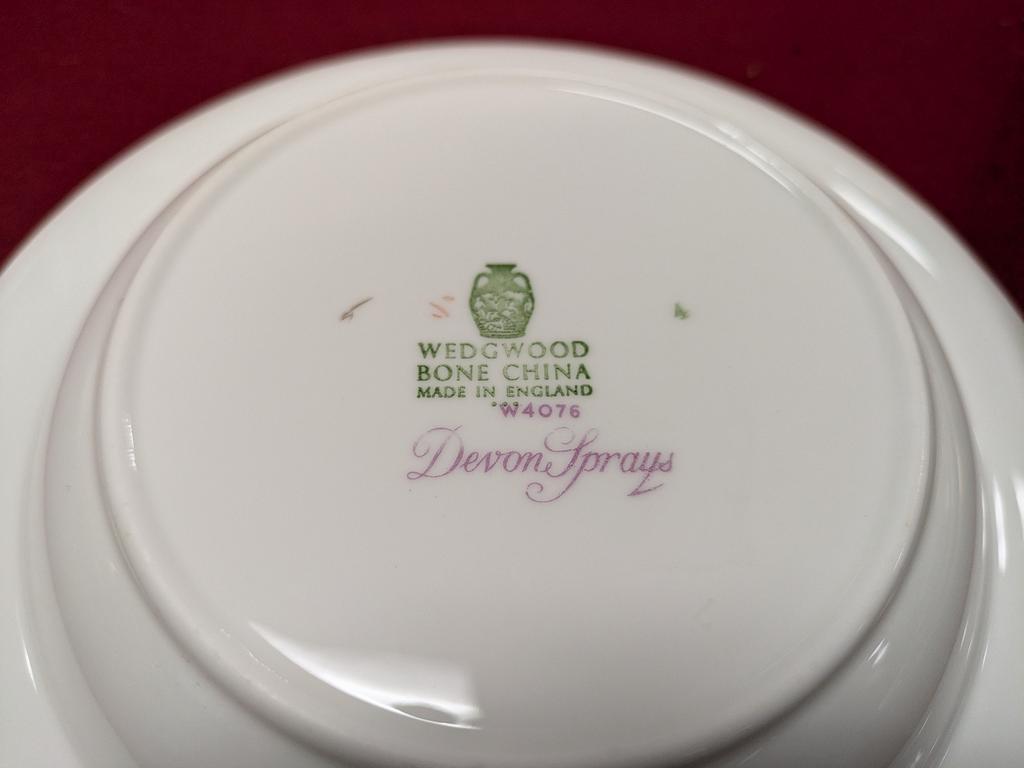 WEDGWOOD
BONE CHINA
MADE IN ENGLAND
W4076
Devon Sprays